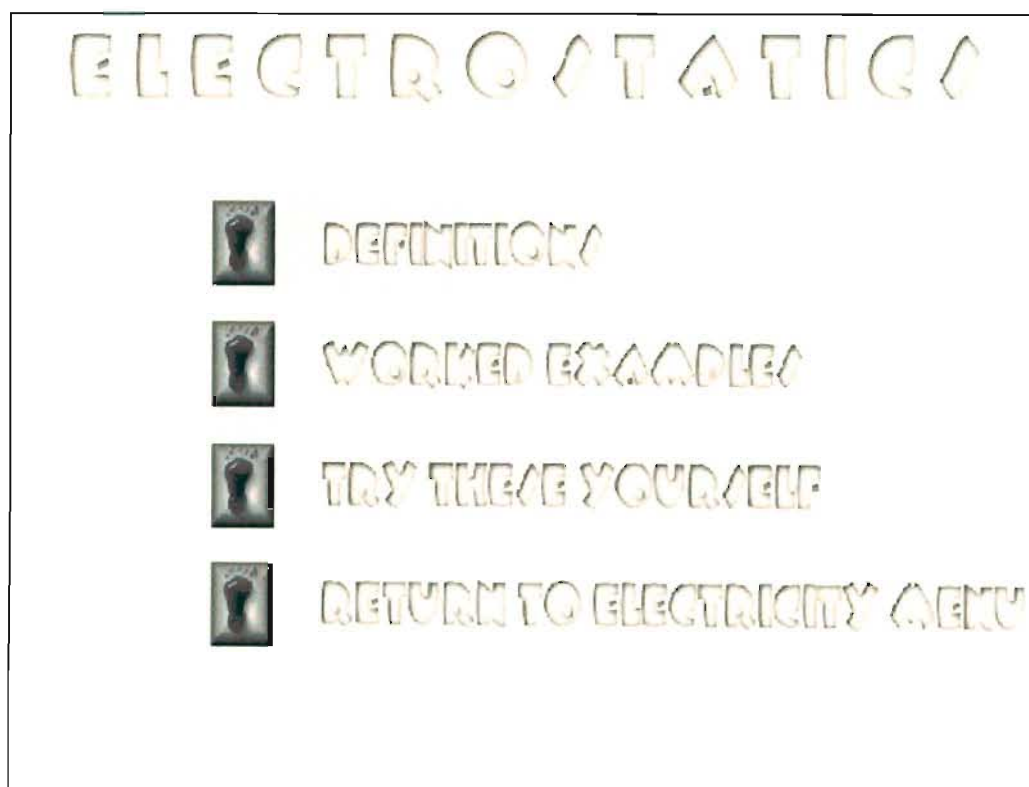 ELECTROSTATICS
DEFINITIONS
WORKED EXAMPLES
TRY THESE YOURSELF
RETURN TO ELECTRICITY MENU